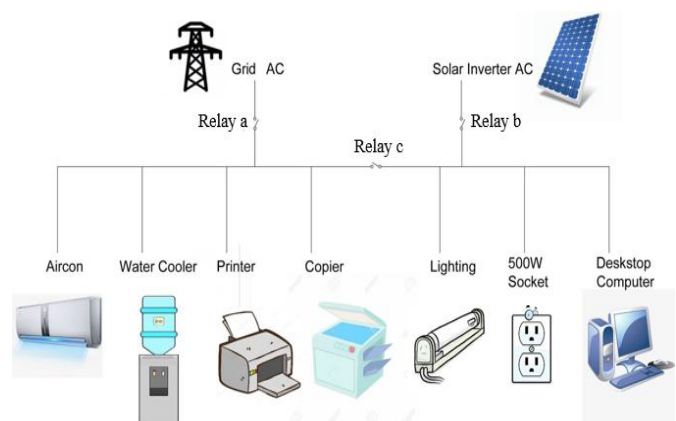 Grid AC
Solar Inverter AC
Relay a
Relay b
Relay c
Aircon
Water Cooler
Printer
Copier
Lighting
500W
Socket
Deskstop
Computer